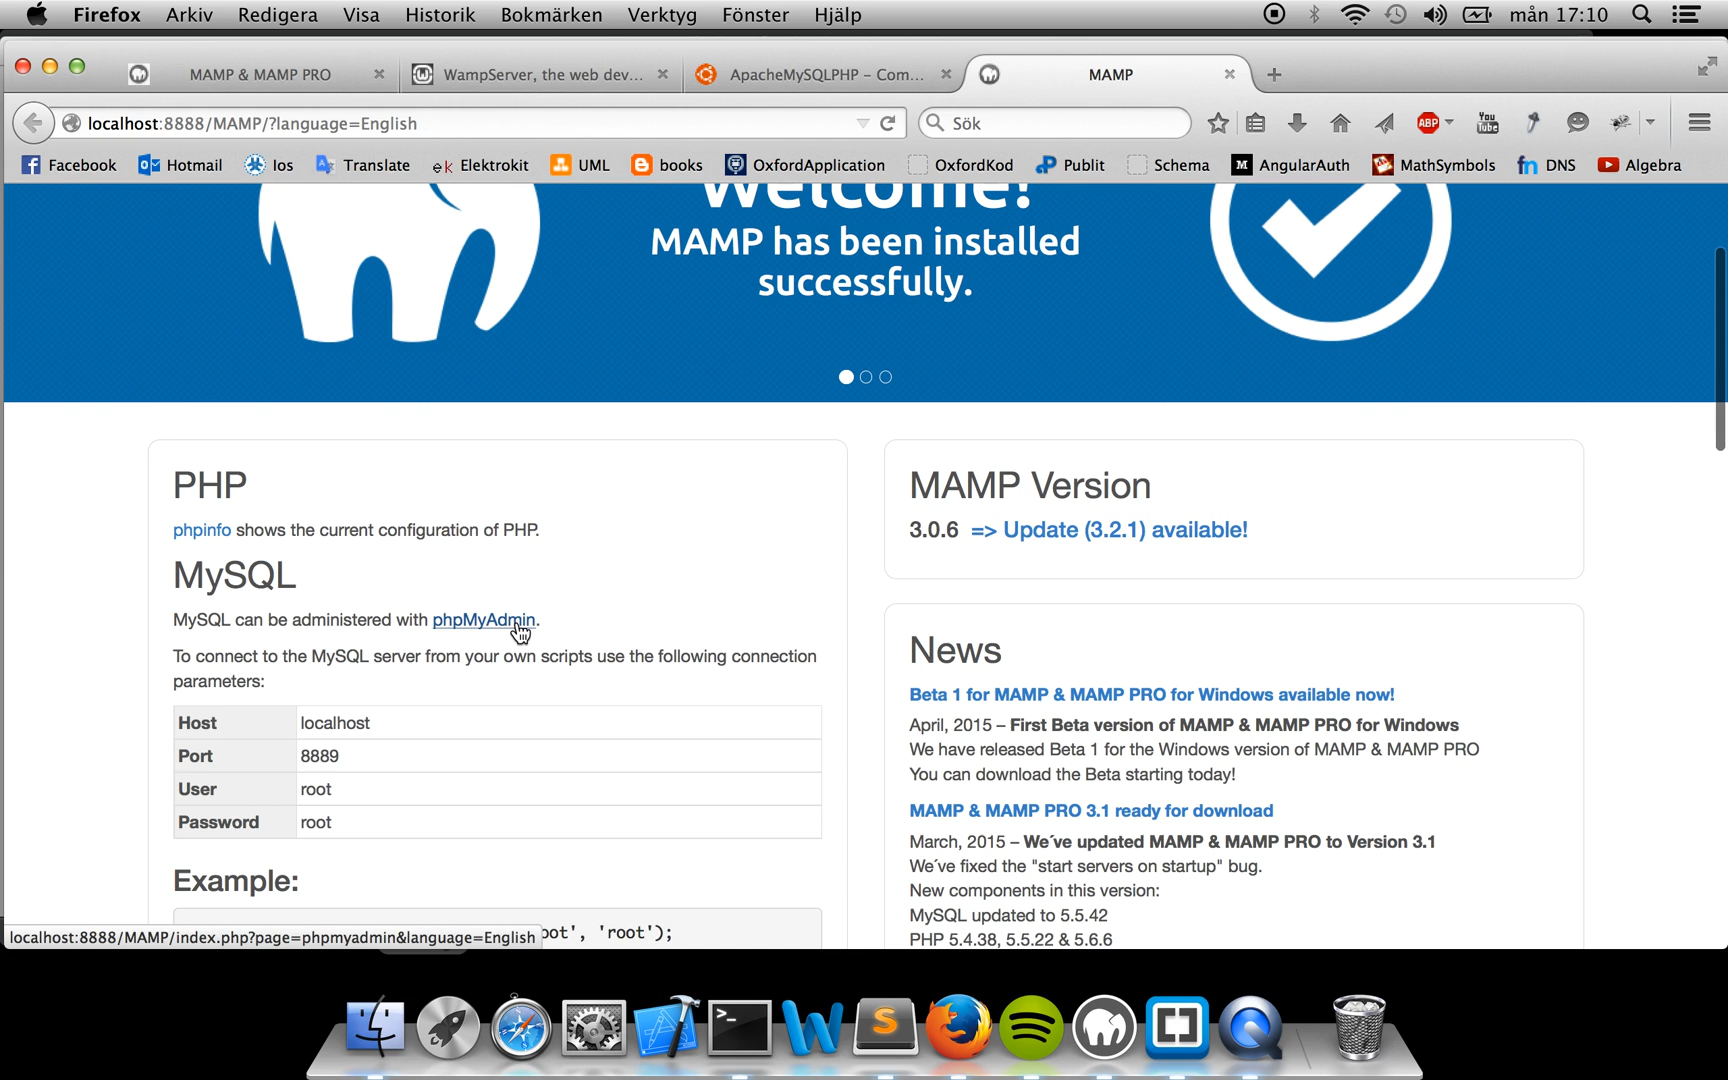 Firefox Arkiv Redigera Visa Historik Bokmärken Verktyg Fönster Hjälp mån 17:10
MAMP & MAMP PRO WampServer, the web dev... ApacheMySQLPHP – Com... MAMP
localhost:8888/MAMP/?language=English Sök ABP You Tube
Facebook Hotmail Ios Translate ek Elektrokit UML books OxfordApplication OxfordKod Publit Schema M AngularAuth MathSymbols fn DNS Algebra
Welcome!
MAMP has been installed
successfully.
PHP
phpinfo shows the current configuration of PHP.
MySQL
MySQL can be administered with phpMyAdmin.
To connect to the MySQL server from your own scripts use the following connection
parameters:
Host localhost
Port 8889
User root
Password root
Example:
oot', 'root');
localhost:8888/MAMP/index.php?page=phpmyadmin&language=English
MAMP Version
3.0.6 => Update (3.2.1) available!
News
Beta 1 for MAMP & MAMP PRO for Windows available now!
April, 2015 – First Beta version of MAMP & MAMP PRO for Windows
We have released Beta 1 for the Windows version of MAMP & MAMP PRO
You can download the Beta starting today!
MAMP & MAMP PRO 3.1 ready for download
March, 2015 – We´ve updated MAMP & MAMP PRO to Version 3.1
We´ve fixed the "start servers on startup" bug.
New components in this version:
MySQL updated to 5.5.42
PHP 5.4.38, 5.5.22 & 5.6.6